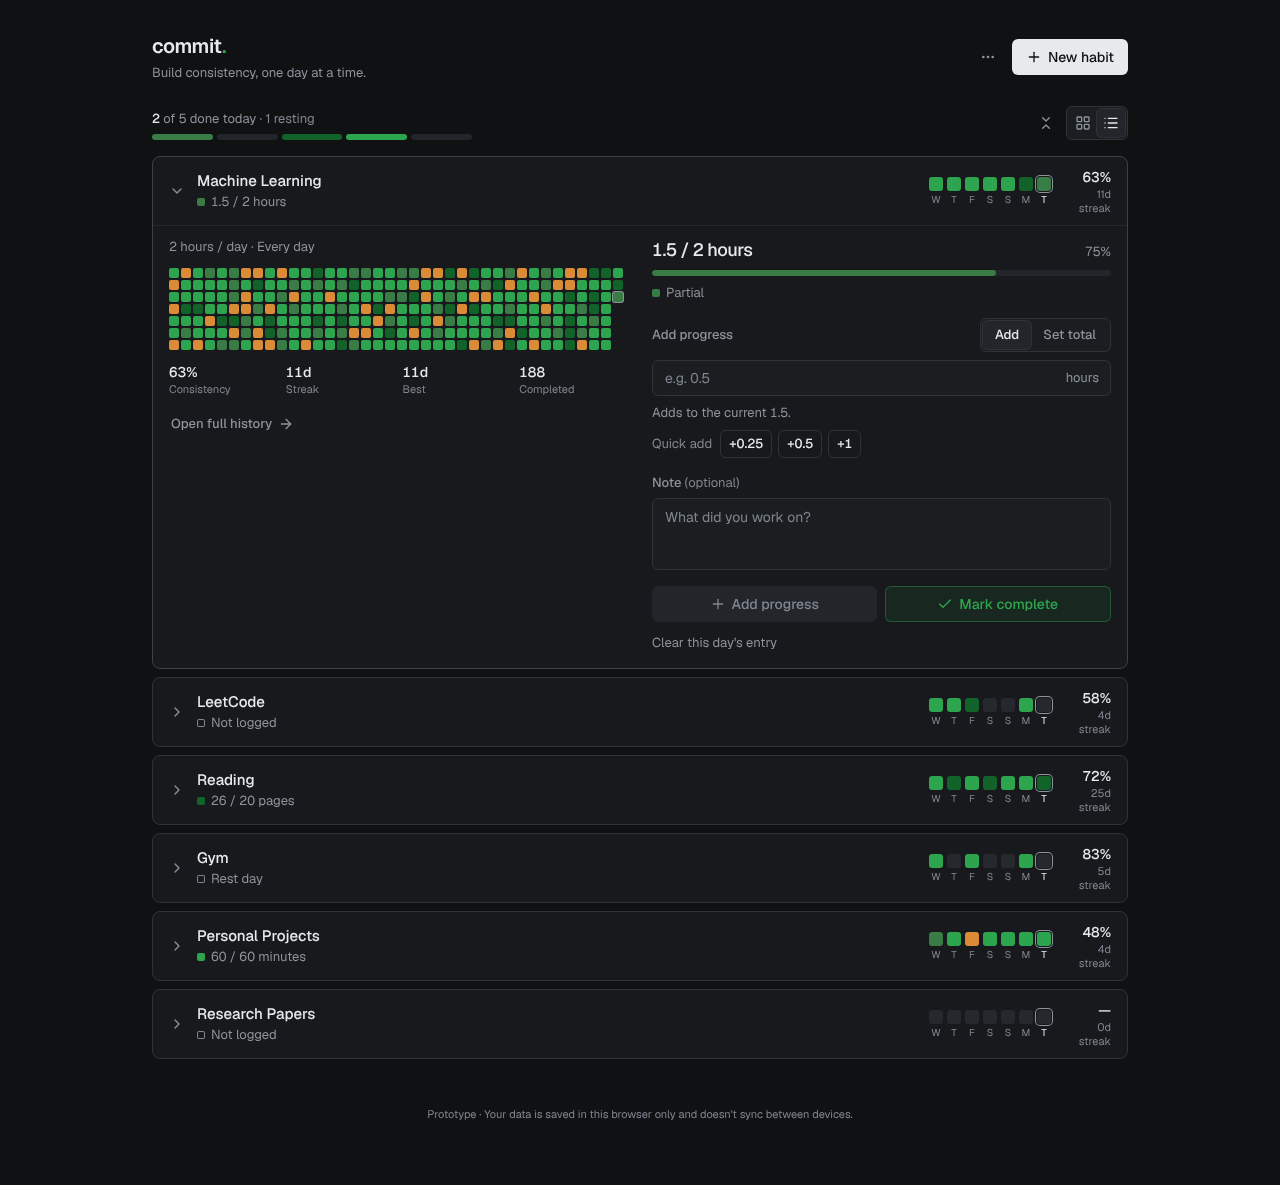 commit.
Build consistency, one day at a time.
New habit
2 of 5 done today · 1 resting
Machine Learning
1.5 / 2 hours
W T F S S M T
63%
11d
streak
2 hours / day · Every day
63%
Consistency
11d
Streak
11d
Best
188
Completed
Open full history
1.5 / 2 hours
75%
Partial
Add progress
Add
Set total
e.g. 0.5
hours
Adds to the current 1.5.
Quick add
+0.25
+0.5
+1
Note (optional)
What did you work on?
Add progress
Mark complete
Clear this day's entry
LeetCode
Not logged
W T F S S M T
58%
4d
streak
Reading
26 / 20 pages
W T F S S M T
72%
25d
streak
Gym
Rest day
W T F S S M T
83%
5d
streak
Personal Projects
60 / 60 minutes
W T F S S M T
48%
4d
streak
Research Papers
Not logged
W T F S S M T
—
0d
streak
Prototype · Your data is saved in this browser only and doesn't sync between devices.